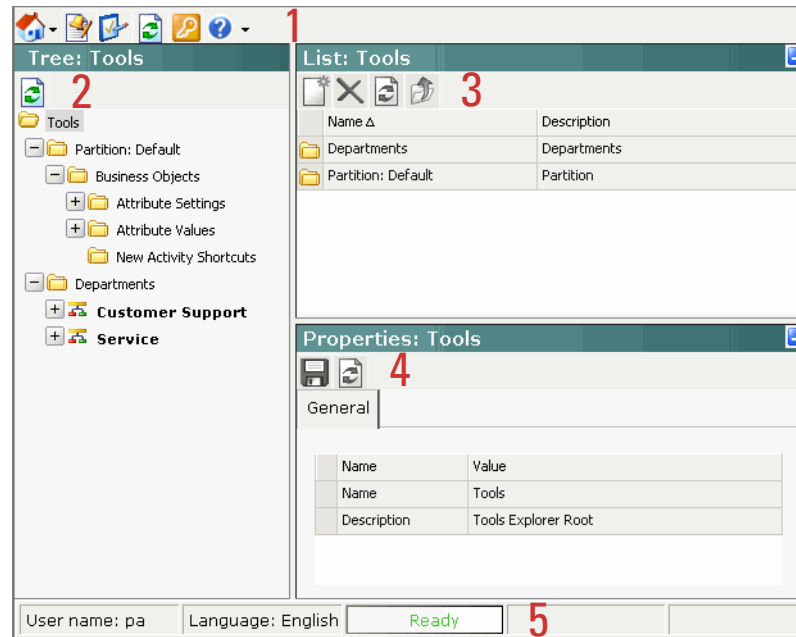 1
Tree: Tools
2
Tools
Partition: Default
Business Objects
Attribute Settings
Attribute Values
New Activity Shortcuts
Departments
Customer Support
Service
List: Tools
3
Name Description
Departments Departments
Partition: Default Partition
Properties: Tools
4
General
Name Value
Name Tools
Description Tools Explorer Root
User name: pa Language: English Ready 5